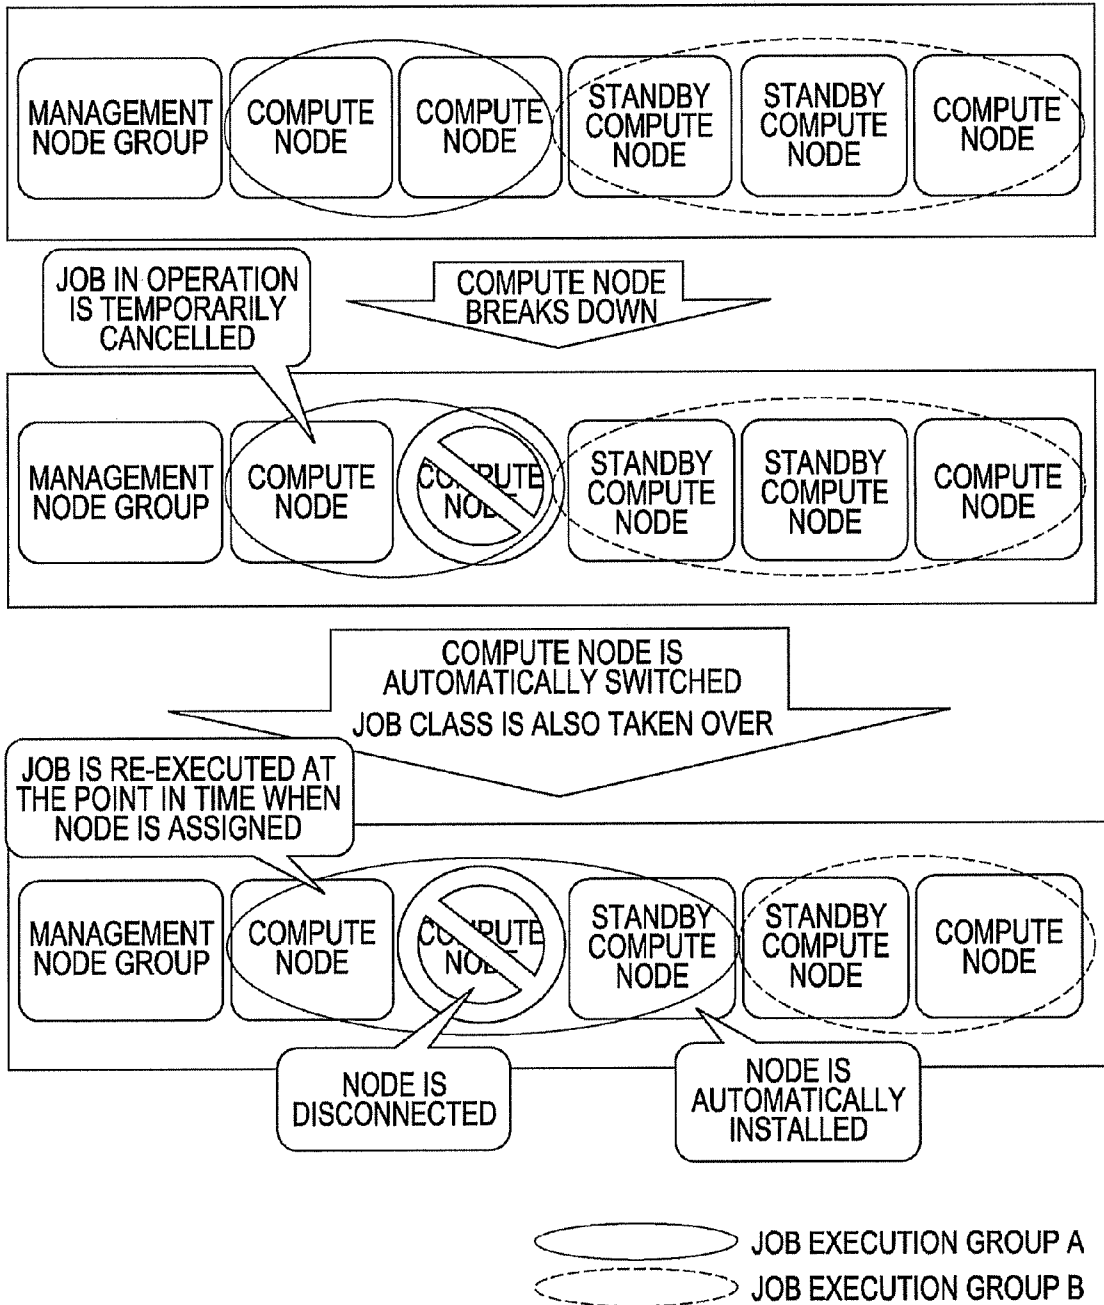 MANAGEMENT
NODE GROUP
COMPUTE
NODE
COMPUTE
NODE
STANDBY
COMPUTE
NODE
STANDBY
COMPUTE
NODE
COMPUTE
NODE
JOB IN OPERATION
IS TEMPORARILY
CANCELLED
COMPUTE NODE
BREAKS DOWN
MANAGEMENT
NODE GROUP
COMPUTE
NODE
COMPUTE
NODE
STANDBY
COMPUTE
NODE
STANDBY
COMPUTE
NODE
COMPUTE
NODE
COMPUTE NODE IS
AUTOMATICALLY SWITCHED
JOB CLASS IS ALSO TAKEN OVER
JOB IS RE-EXECUTED AT
THE POINT IN TIME WHEN
NODE IS ASSIGNED
MANAGEMENT
NODE GROUP
COMPUTE
NODE
COMPUTE
NODE
STANDBY
COMPUTE
NODE
STANDBY
COMPUTE
NODE
COMPUTE
NODE
NODE IS
DISCONNECTED
NODE IS
AUTOMATICALLY
INSTALLED
JOB EXECUTION GROUP A
JOB EXECUTION GROUP B